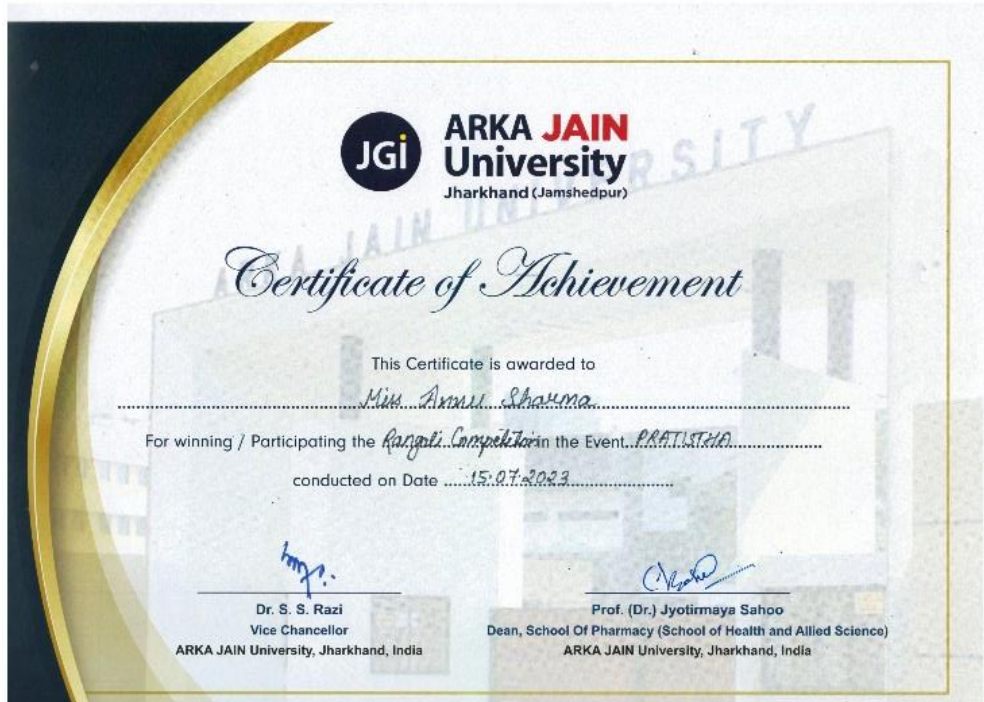 JGi
ARKA JAIN
University
Jharkhand (Jamshedpur)
ARKA JAIN UNIVERSITY
Certificate of Achievement
This Certificate is awarded to
Miss Annu Sharma
For winning / Participating the Rangoli Competition in the Event PRATISTHA
conducted on Date 15.07.2023
Dr. S. S. Razi
Vice Chancellor
ARKA JAIN University, Jharkhand, India
Prof. (Dr.) Jyotirmaya Sahoo
Dean, School Of Pharmacy (School of Health and Allied Science)
ARKA JAIN University, Jharkhand, India